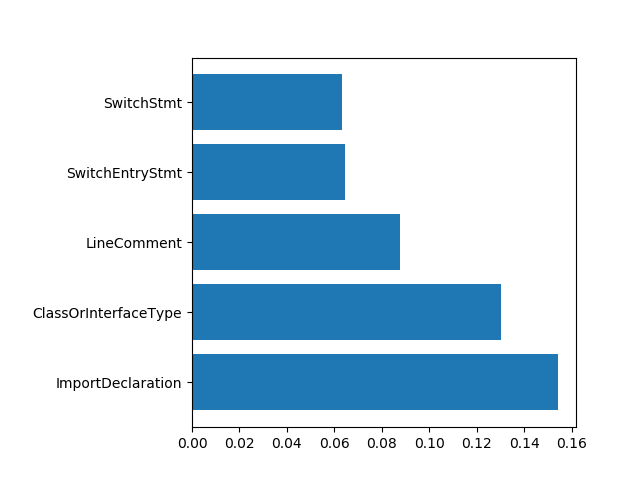 SwitchStmt
SwitchEntryStmt
LineComment
ClassOrInterfaceType
ImportDeclaration
0.00 0.02 0.04 0.06 0.08 0.10 0.12 0.14 0.16